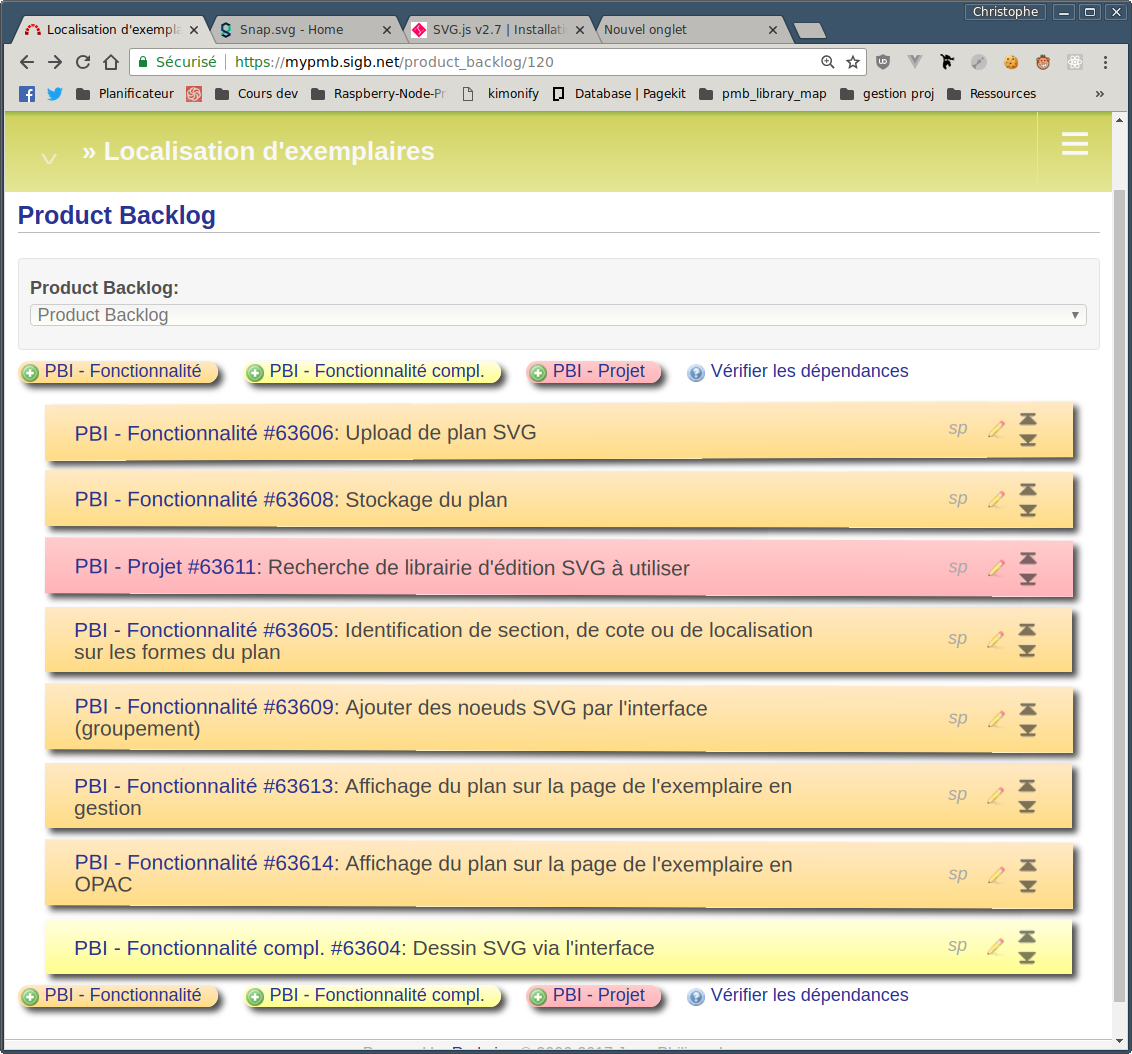 Christophe
Localisation d'exempla
Snap.svg - Home
SVG.js v2.7 | Installati
Nouvel onglet
Sécurisé
https://mypmb.sigb.net/product_backlog/120
Planificateur
Cours dev
Raspberry-Node-Pr
kimonify
Database | Pagekit
pmb_library_map
gestion proj
Ressources
»
» Localisation d'exemplaires
Product Backlog
Product Backlog:
Product Backlog
PBI - Fonctionnalité
PBI - Fonctionnalité compl.
PBI - Projet
Vérifier les dépendances
PBI - Fonctionnalité #63606: Upload de plan SVG
sp
PBI - Fonctionnalité #63608: Stockage du plan
sp
PBI - Projet #63611: Recherche de librairie d'édition SVG à utiliser
sp
PBI - Fonctionnalité #63605: Identification de section, de cote ou de localisation
sur les formes du plan
sp
PBI - Fonctionnalité #63609: Ajouter des noeuds SVG par l'interface
(groupement)
sp
PBI - Fonctionnalité #63613: Affichage du plan sur la page de l'exemplaire en
gestion
sp
PBI - Fonctionnalité #63614: Affichage du plan sur la page de l'exemplaire en
OPAC
sp
PBI - Fonctionnalité compl. #63604: Dessin SVG via l'interface
sp
PBI - Fonctionnalité
PBI - Fonctionnalité compl.
PBI - Projet
Vérifier les dépendances